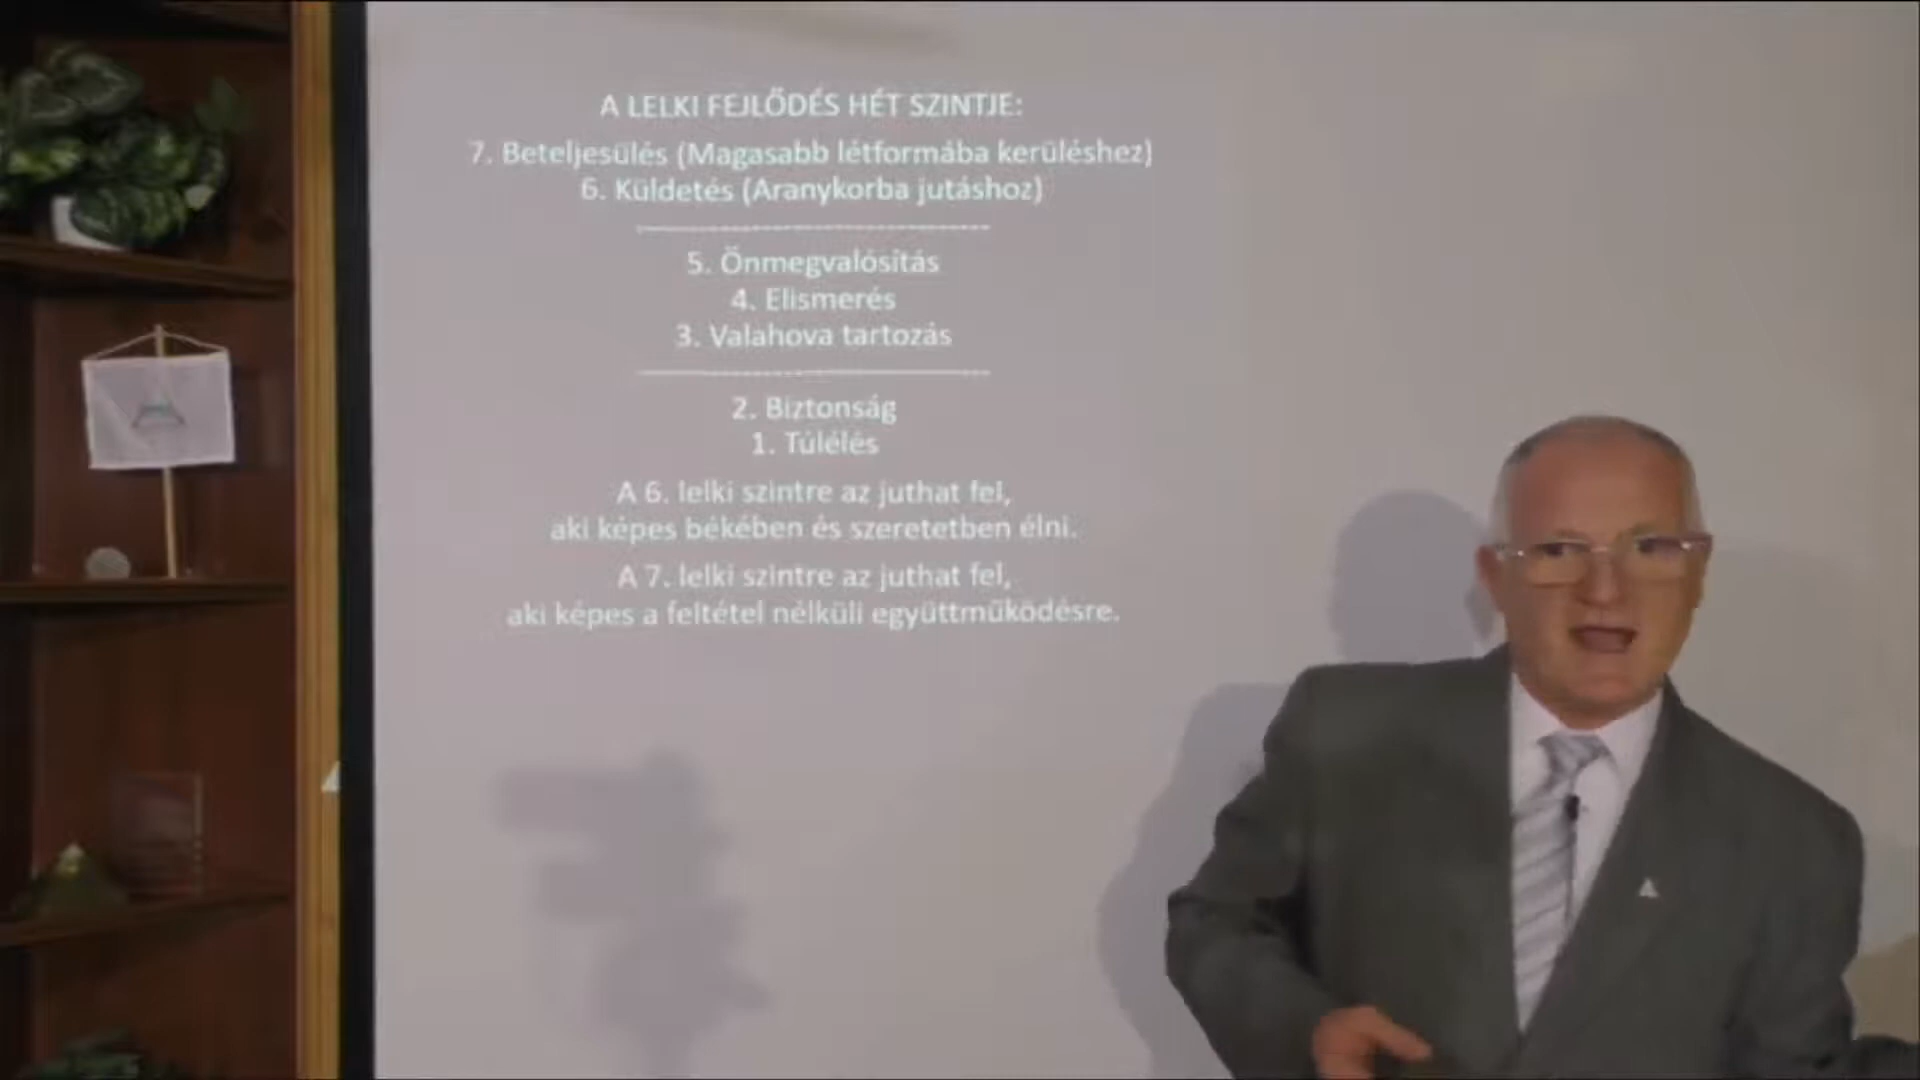 A LELKI FEJLŐDÉS HÉT SZINTJE:
7. Beteljesülés (Magasabb létformába kerüléshez)
6. Küldetés (Aranykorba jutáshoz)
5. Önmegvalósítás
4. Elismerés
3. Valahova tartozás
2. Biztonság
1. Túlélés
A 6. lelki szintre az juthat fel,
aki képes békében és szeretetben élni.
A 7. lelki szintre az juthat fel,
aki képes a feltétel nélküli együttműködésre.